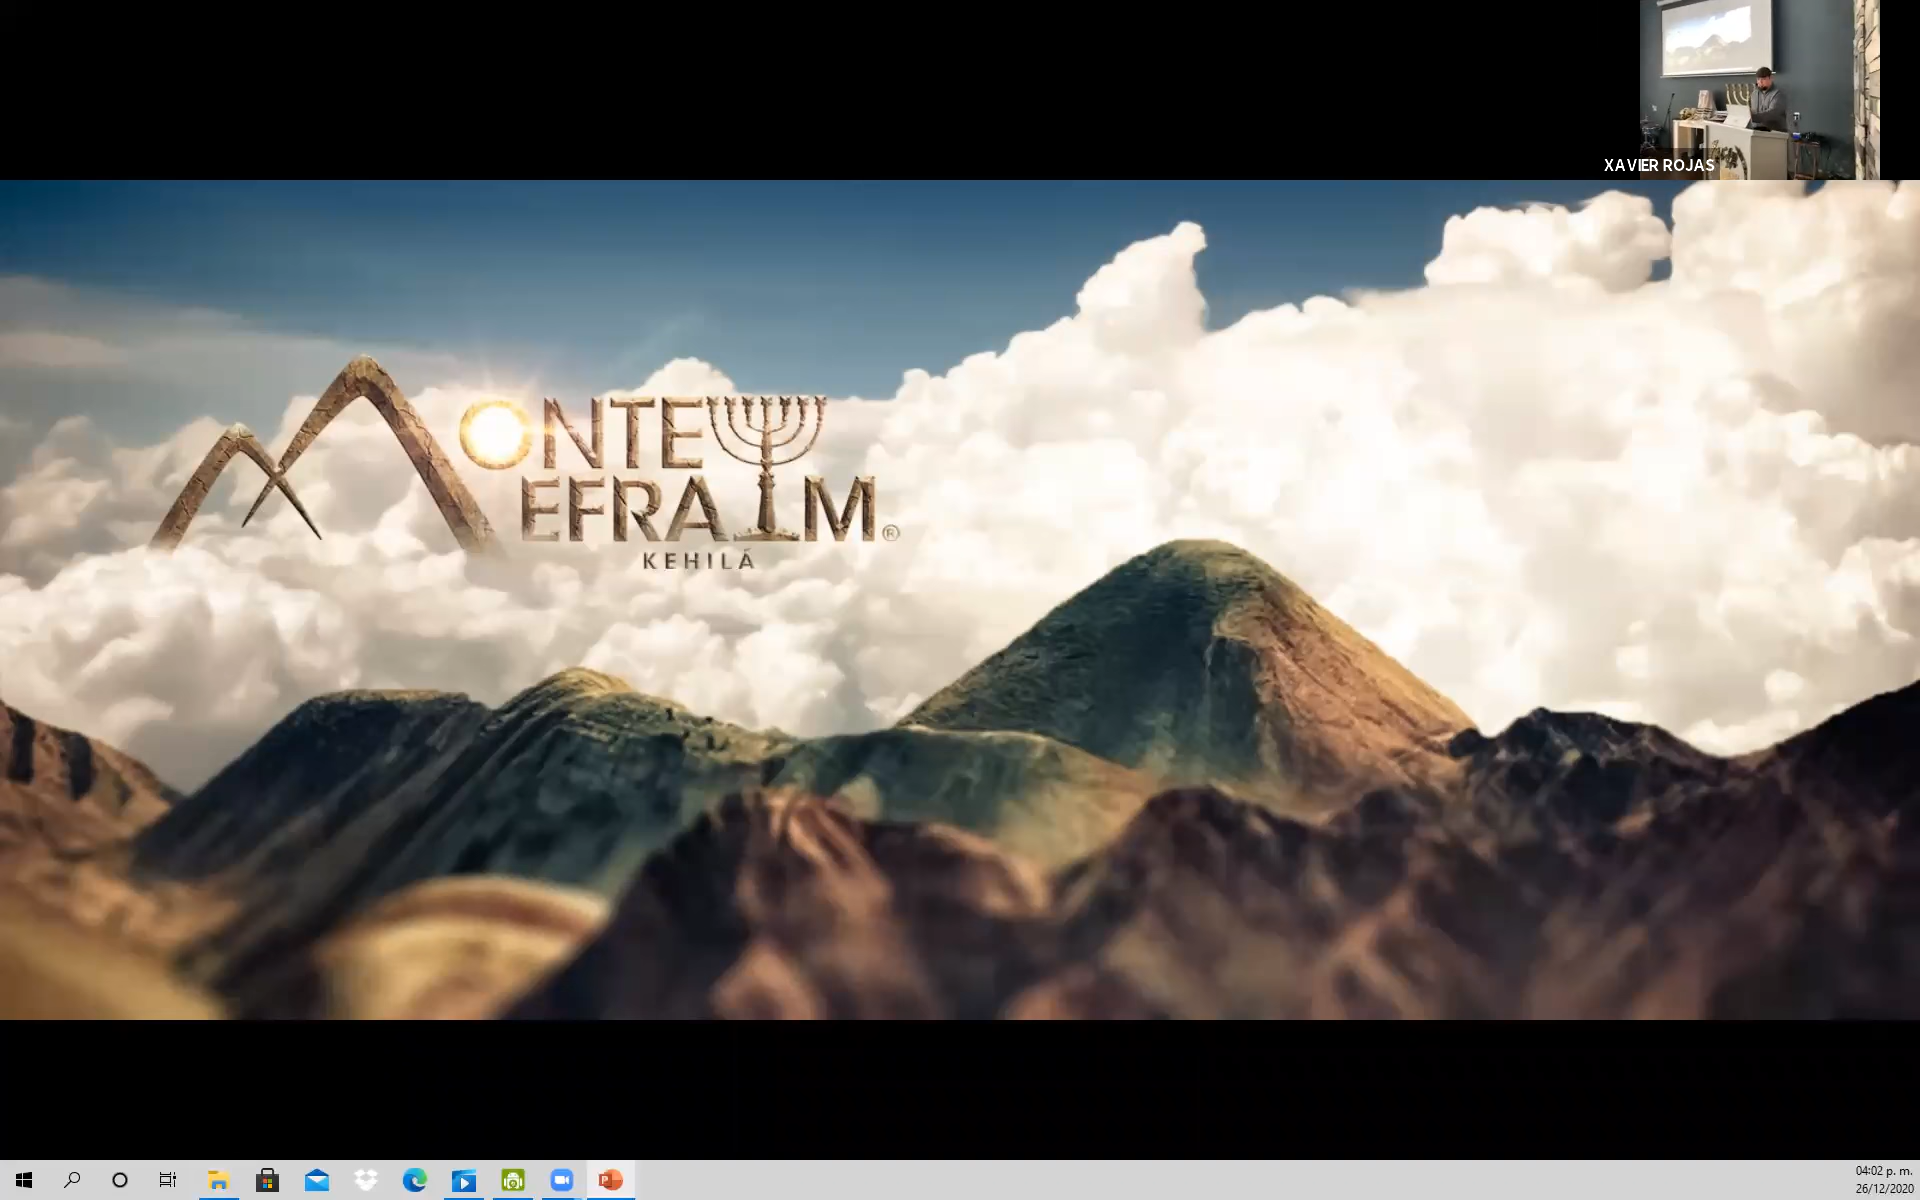 XAVIER ROJAS
MONTE
EFRAIM®
KEHILÁ
04:02 p. m.
26/12/2020